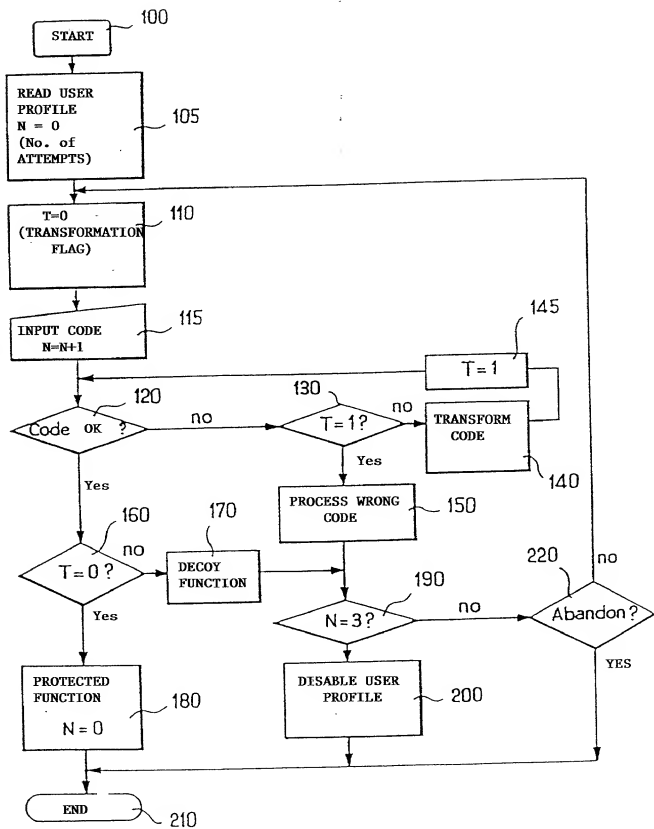 100
START
READ USER
PROFILE
N = 0
(No. of
ATTEMPTS)
105
T=0
(TRANSFORMATION
FLAG)
110
INPUT CODE
N=N+1
115
145
T=1
120
Code OK ?
no
130
T=1?
no
TRANSFORM
CODE
140
Yes
Yes
PROCESS WRONG
CODE
150
160
T=0?
no
170
DECOY
FUNCTION
190
N=3?
no
220
Abandon?
no
Yes
YES
PROTECTED
FUNCTION
N=0
180
DISABLE USER
PROFILE
200
END
210